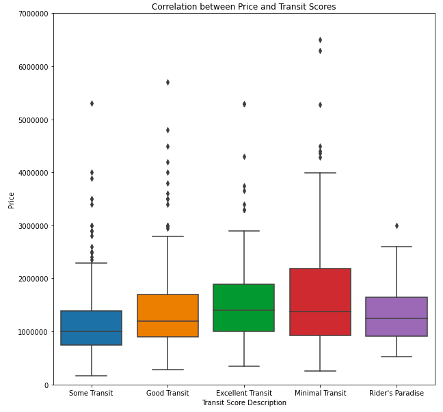 Correlation between Price and Transit Scores
7000000
6000000
5000000
4000000
3000000
2000000
1000000
0
Price
Some Transit Good Transit Excellent Transit Minimal Transit Rider's Paradise
Transit Score Description